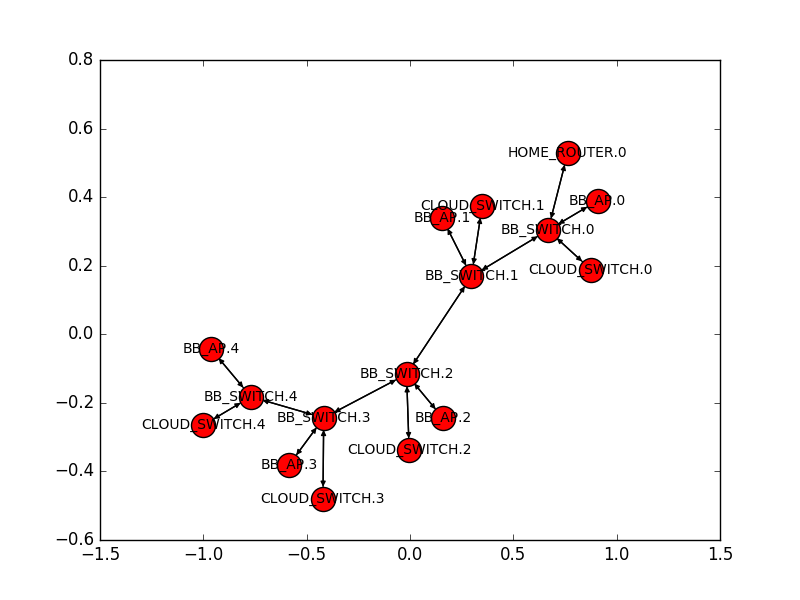 0.8
0.6
0.4
0.2
0.0
−0.2
−0.4
−0.6
HOME_ROUTER.0
BB_AP.0
CLOUD_SWITCH.1
BB_AP.1
BB_SWITCH.0
CLOUD_SWITCH.0
BB_SWITCH.1
BB_AP.4
BB_SWITCH.2
BB_SWITCH.4
CLOUD_SWITCH.4
BB_SWITCH.3
BB_AP.2
CLOUD_SWITCH.2
BB_AP.3
CLOUD_SWITCH.3
−1.5 −1.0 −0.5 0.0 0.5 1.0 1.5